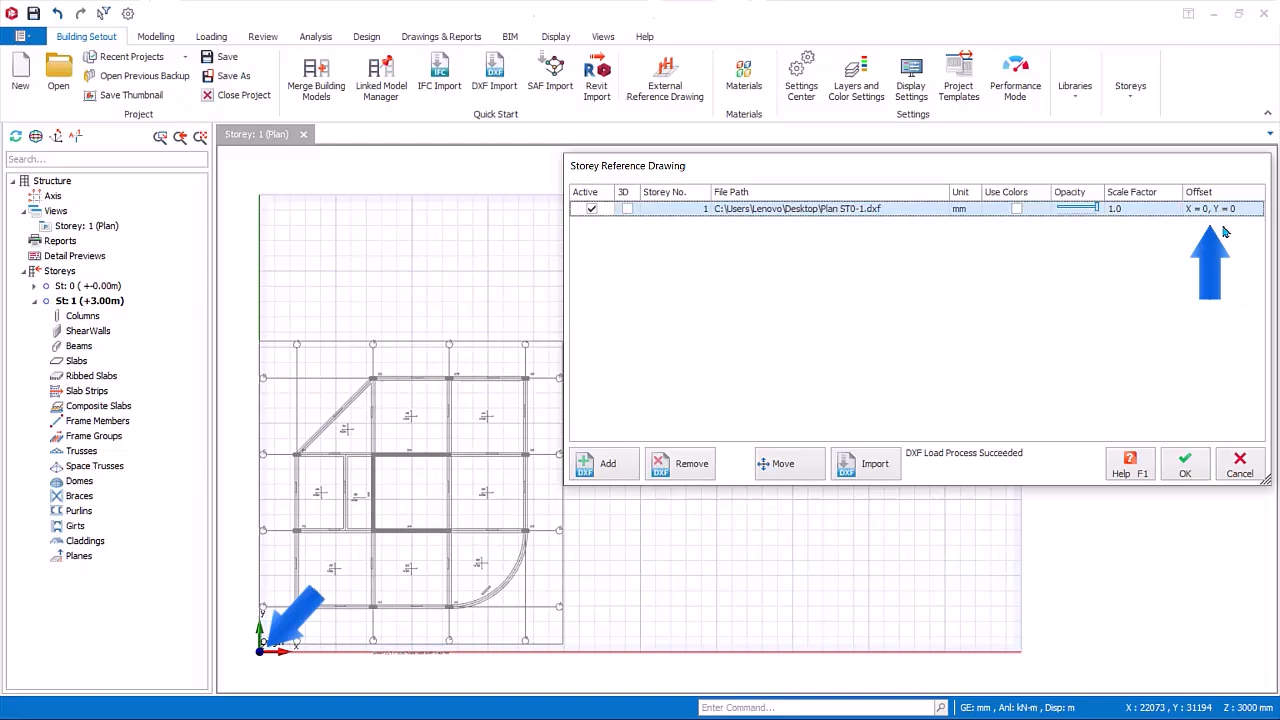 Building Setout Modelling Loading Review Analysis Design Drawings & Reports BIM Display Views Help
New
Open
Recent Projects
Open Previous Backup
Save Thumbnail
Save
Save As
Close Project
Merge Building Models
Linked Model Manager
IFC Import
DXF Import
SAF Import
Revit Import
External Reference Drawing
Materials
Settings Center
Layers and Color Settings
Display Settings
Project Templates
Performance Mode
Libraries
Storeys
Project
Quick Start
Materials
Settings
Storey: 1 (Plan)
Search...
Structure
Axis
Views
Storey: 1 (Plan)
Reports
Detail Previews
Storeys
St: 0 ( +-0.00m)
St: 1 (+3.00m)
Columns
ShearWalls
Beams
Slabs
Ribbed Slabs
Slab Strips
Composite Slabs
Frame Members
Frame Groups
Trusses
Space Trusses
Domes
Braces
Purlins
Girts
Claddings
Planes
Storey Reference Drawing
Active 3D Storey No. File Path Unit Use Colors Opacity Scale Factor Offset
1 C:\Users\Lenovo\Desktop\Plan ST0-1.dxf mm 1.0 X = 0, Y = 0
Add
Remove
Move
Import
DXF Load Process Succeeded
Help F1
OK
Cancel
y
x
Enter Command...
GE: mm , Anl: kN-m , Disp: m
X : 22073 , Y : 31194
Z : 3000 mm